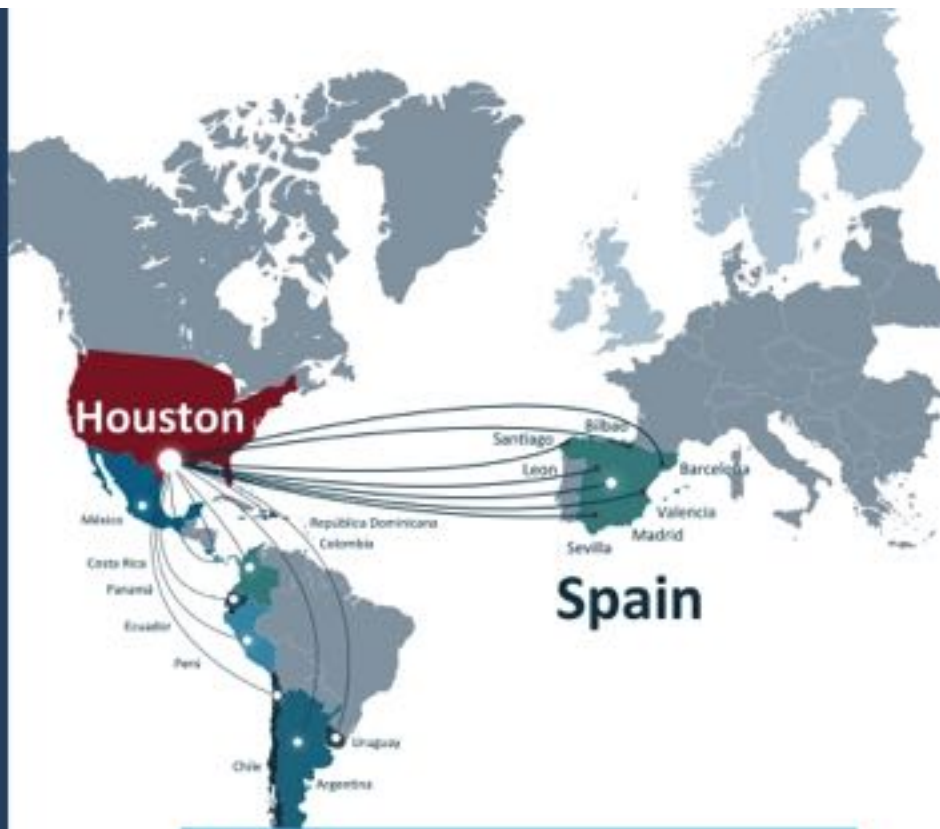 Houston
Bilbao
Santiago
Leon
Barcelona
Valencia
Madrid
Sevilla
Spain
México
República Dominicana
Colombia
Costa Rica
Panamá
Ecuador
Perú
Uruguay
Chile
Argentina